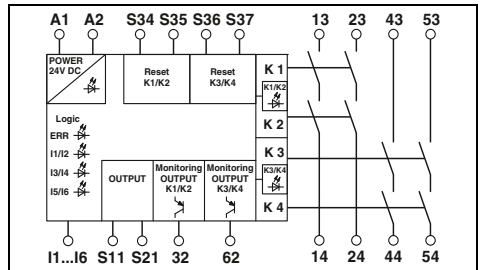 A1 A2 S34 S35 S36 S37 13 23 43 53
POWER
24V DC
Reset
K1/K2
Reset
K3/K4
K 1
K1/K2
K 2
Logic
ERR
I1/I2
I3/I4
I5/I6
OUTPUT
Monitoring
OUTPUT
K1/K2
Monitoring
OUTPUT
K3/K4
K 3
K3/K4
K 4
I1...I6 S11 S21 32 62 14 24 44 54